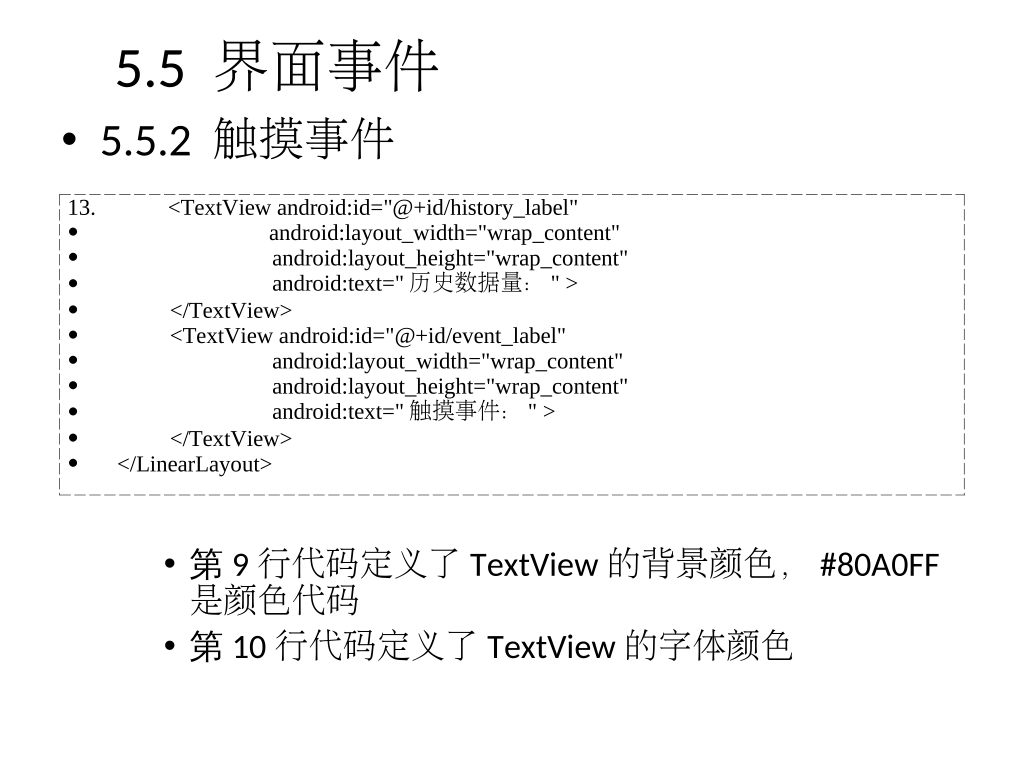 5.5 界面事件
• 5.5.2 触摸事件
13. <TextView android:id="@+id/history_label"
• android:layout_width="wrap_content"
• android:layout_height="wrap_content"
• android:text=" 历史数据量： " >
• </TextView>
• <TextView android:id="@+id/event_label"
• android:layout_width="wrap_content"
• android:layout_height="wrap_content"
• android:text=" 触摸事件： " >
• </TextView>
• </LinearLayout>
• 第 9 行代码定义了 TextView 的背景颜色， #80A0FF
是颜色代码
• 第 10 行代码定义了 TextView 的字体颜色